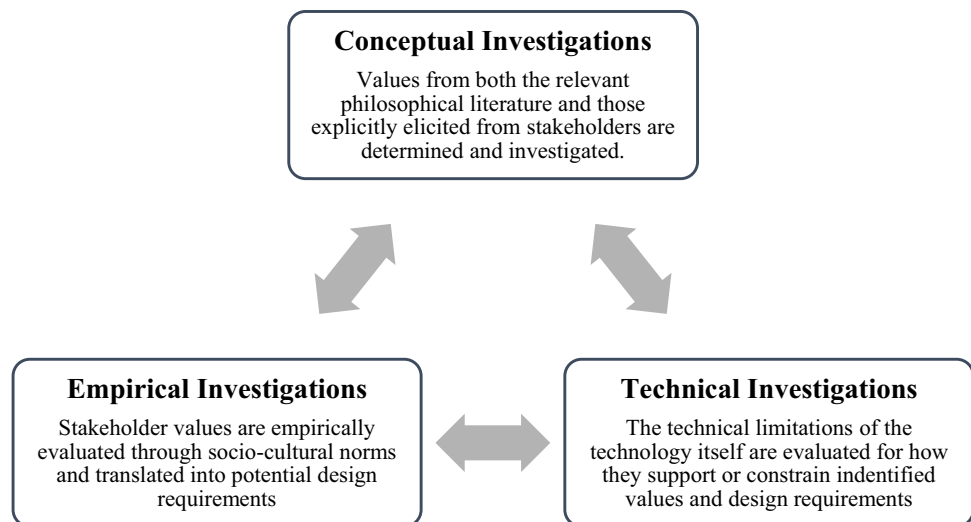 Conceptual Investigations
Values from both the relevant
philosophical literature and those
explicitly elicited from stakeholders are
determined and investigated.
Empirical Investigations
Stakeholder values are empirically
evaluated through socio-cultural norms
and translated into potential design
requirements
Technical Investigations
The technical limitations of the
technology itself are evaluated for how
they support or constrain indentified
values and design requirements